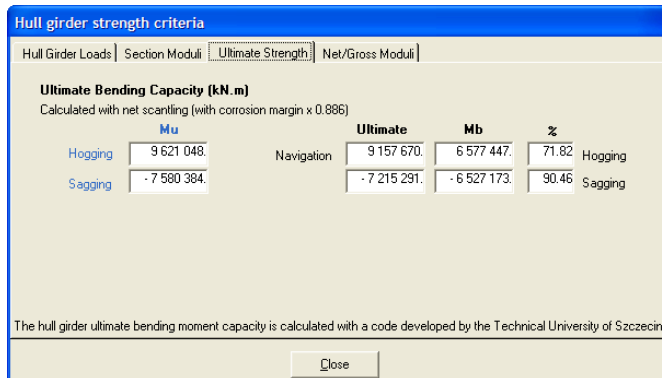 Hull girder strength criteria
Hull Girder Loads Section Moduli Ultimate Strength Net/Gross Moduli
Ultimate Bending Capacity (kN.m)
Calculated with net scantling (with corrosion margin x 0.886)
Mu Ultimate Mb %
Hogging 9 621 048. Navigation 9 157 670. 6 577 447. 71.82 Hogging
Sagging - 7 580 384. - 7 215 291. - 6 527 173. 90.46 Sagging
The hull girder ultimate bending moment capacity is calculated with a code developed by the Technical University of Szczecin
Close